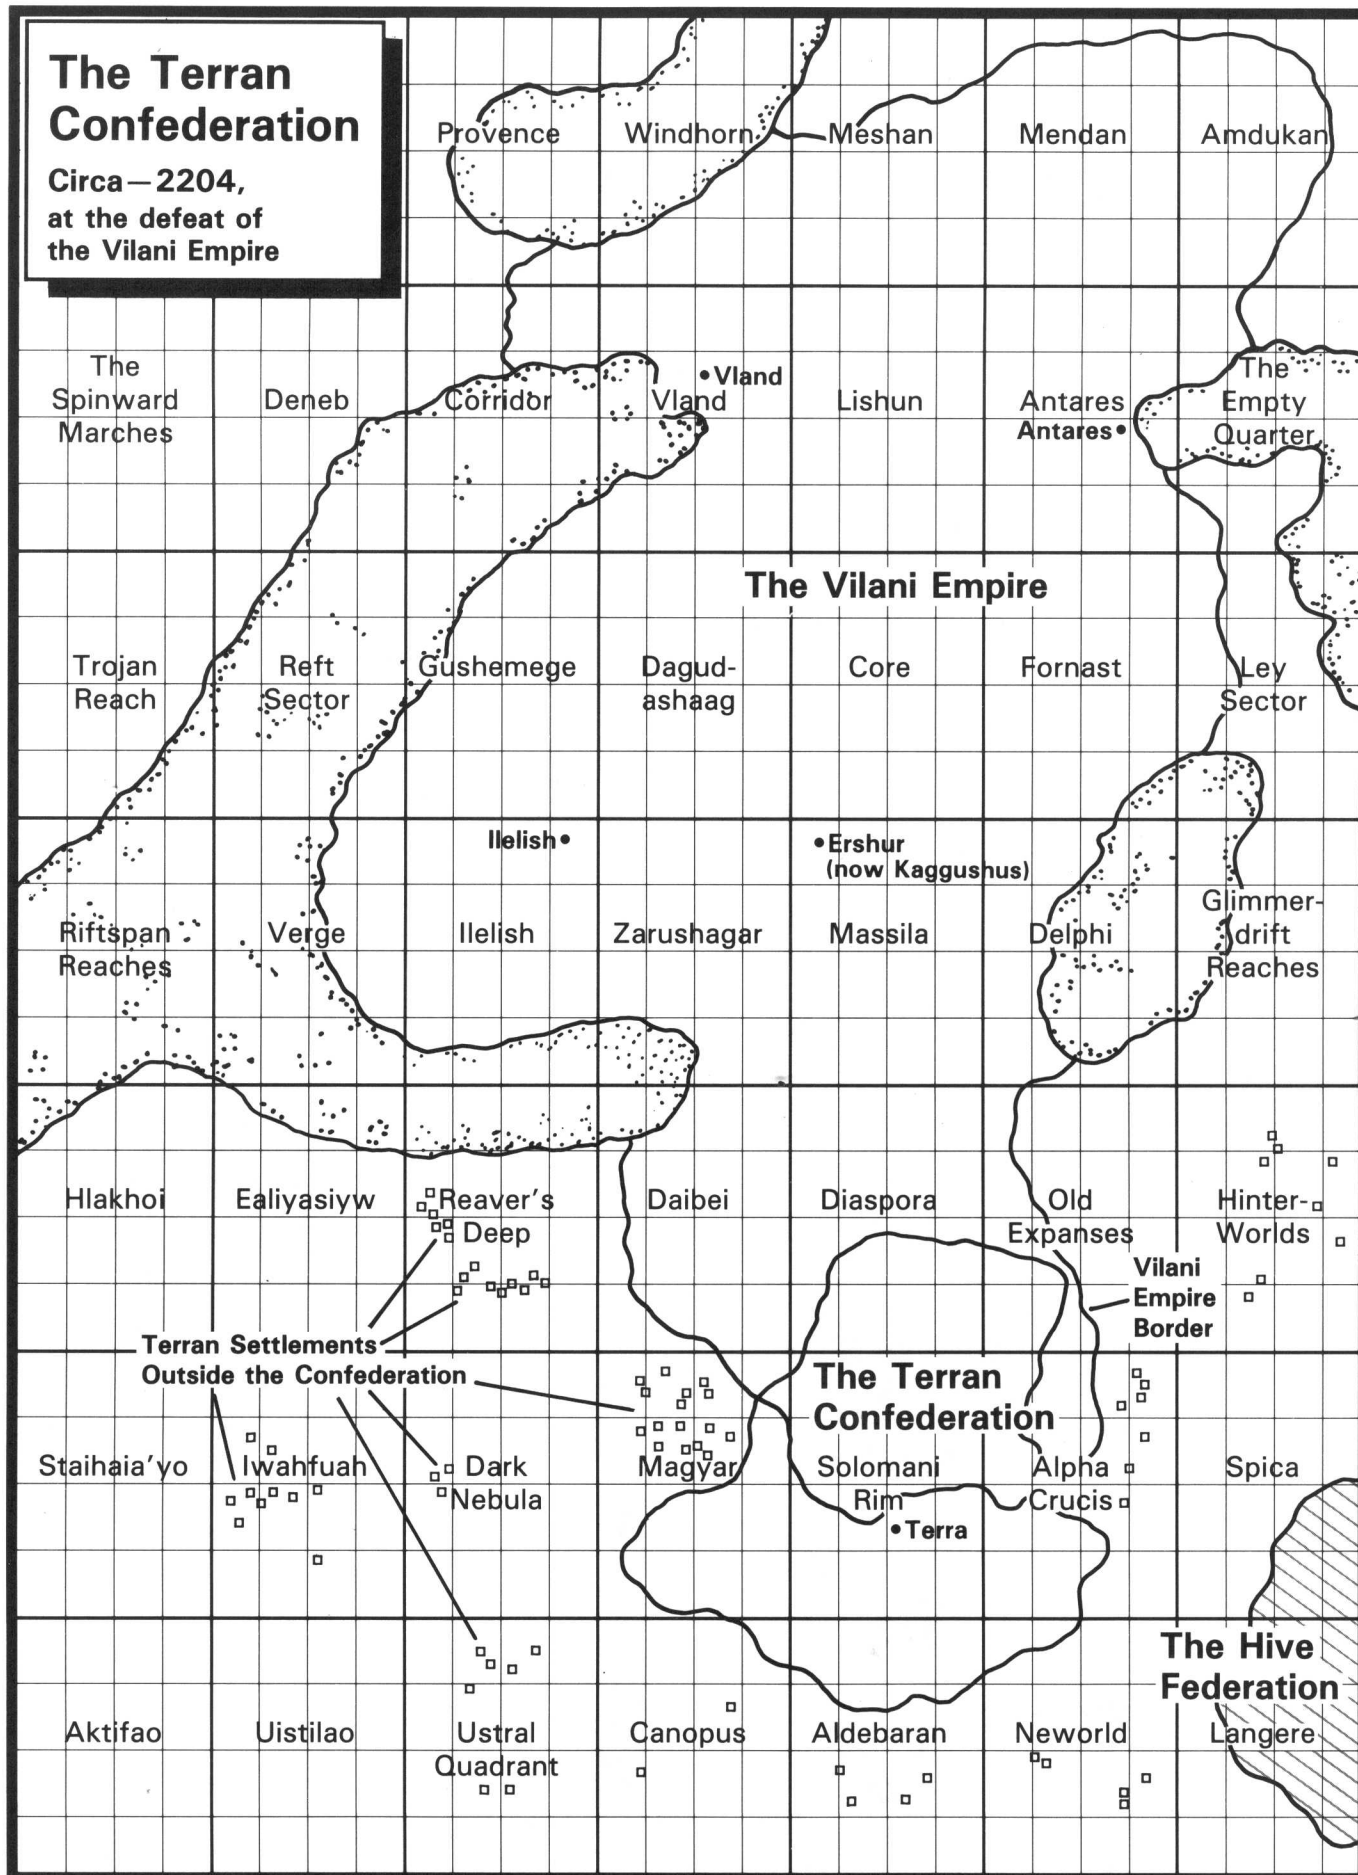 The Terran
Confederation
Circa—2204,
at the defeat of
the Vilani Empire
Provence
Windhorn
Meshan
Mendan
Amdukan
The
Spinward
Marches
Deneb
Corridor
Vland
Vland
Lishun
Antares
Antares
The
Empty
Quarter
The Vilani Empire
Trojan
Reach
Reft
Sector
Gushemege
Dagud-
ashaag
Core
Fornast
Ley
Sector
Ilelish
Ershur
(now Kaggushus)
Riftspan
Reaches
Verge
Ilelish
Zarushagar
Massila
Delphi
Glimmer-
drift
Reaches
Hlakhoi
Ealiyasiyw
Reaver's
Deep
Daibei
Diaspora
Old
Expanses
Hinter-
Worlds
Vilani
Empire
Border
Terran Settlements
Outside the Confederation
The Terran
Confederation
Staihaia'yo
Iwahfuah
Dark
Nebula
Magyar
Solomani
Rim
Terra
Alpha
Crucis
Spica
The Hive
Federation
Aktifao
Uistilao
Ustral
Quadrant
Canopus
Aldebaran
Neworld
Langere